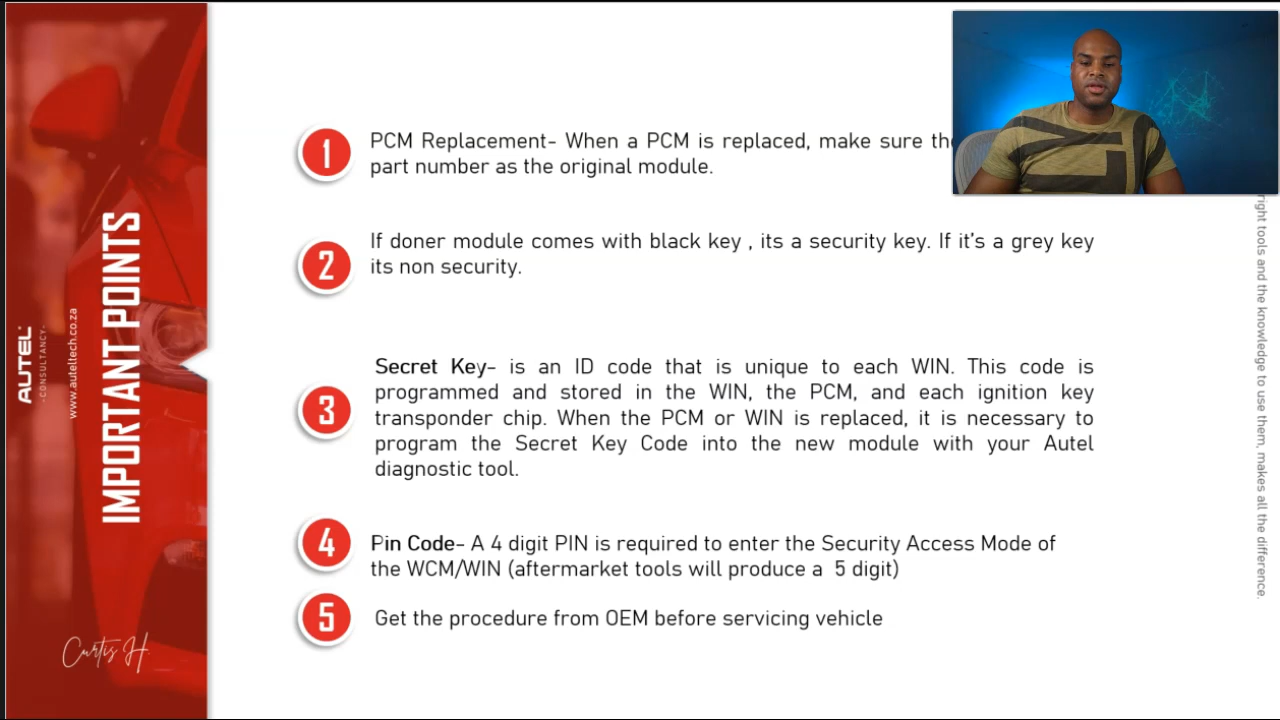 IMPORTANT POINTS
AUTEL
-CONSULTANCY-
www.auteltech.co.za
Curtis H.
1
PCM Replacement- When a PCM is replaced, make sure
part number as the original module.
2
If doner module comes with black key , its a security key. If it's a grey key
its non security.
3
Secret Key- is an ID code that is unique to each WIN. This code is
programmed and stored in the WIN, the PCM, and each ignition key
transponder chip. When the PCM or WIN is replaced, it is necessary to
program the Secret Key Code into the new module with your Autel
diagnostic tool.
4
Pin Code- A 4 digit PIN is required to enter the Security Access Mode of
the WCM/WIN (aftermarket tools will produce a 5 digit)
5
Get the procedure from OEM before servicing vehicle
right tools and the knowledge to use them, makes all the difference.